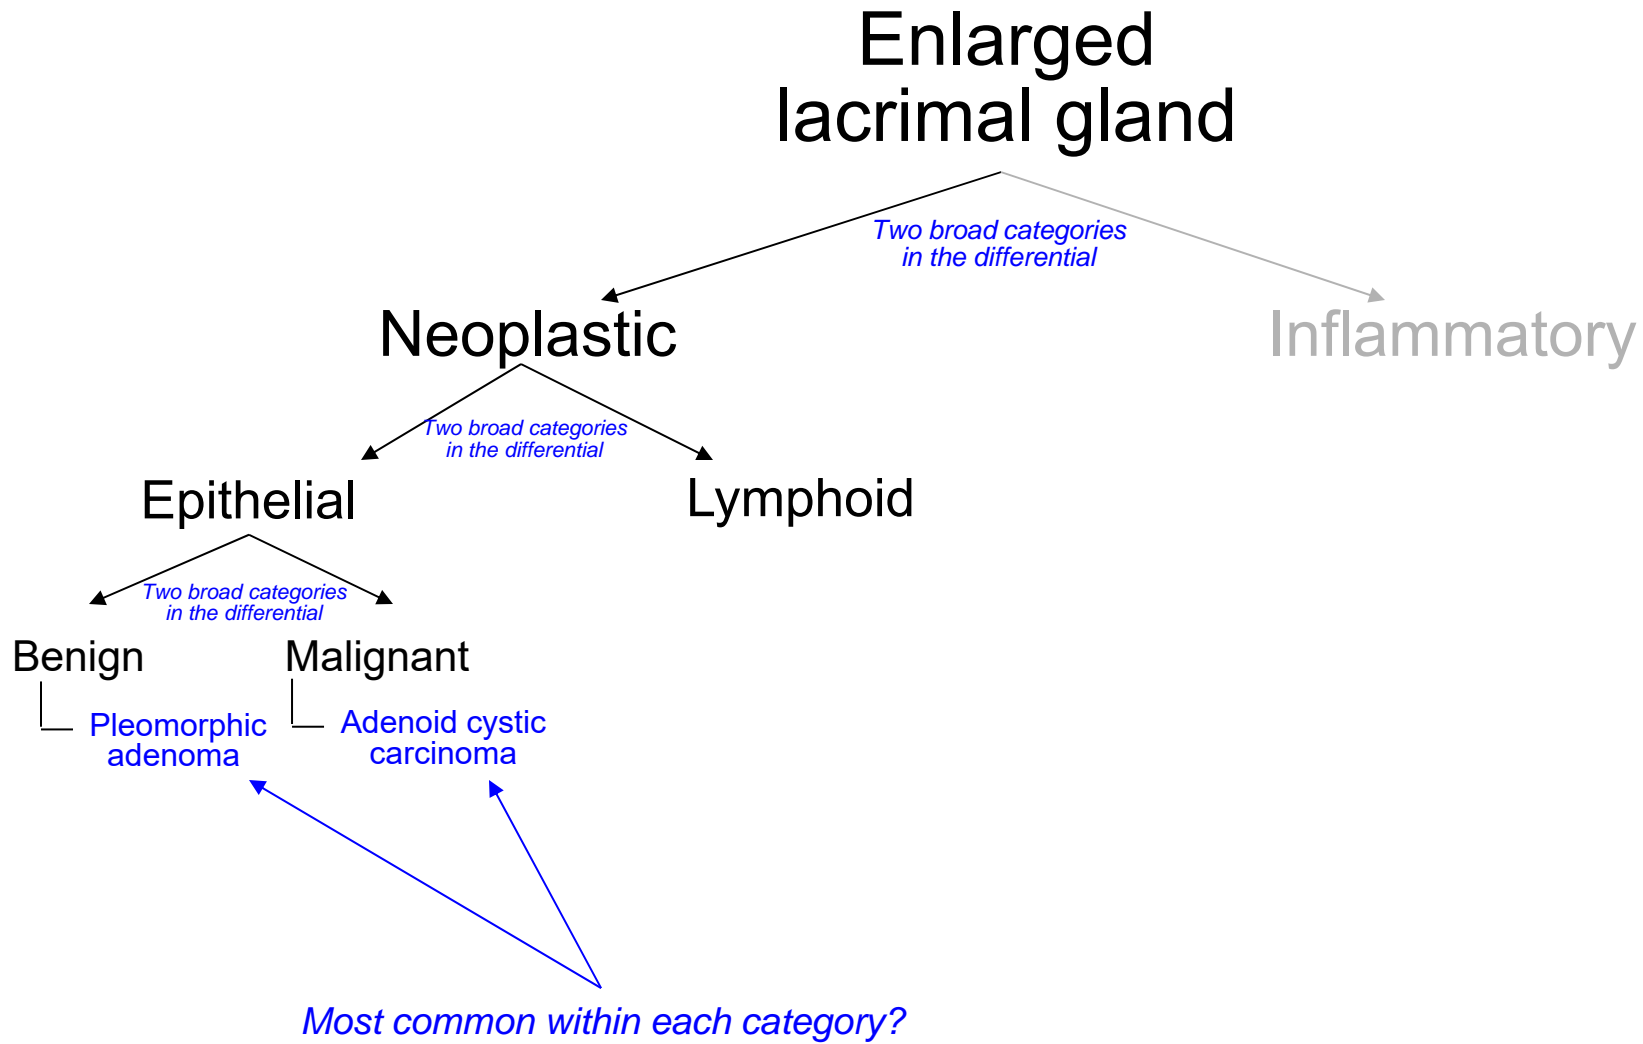 Enlarged
lacrimal gland
Two broad categories
in the differential
Neoplastic
Inflammatory
Two broad categories
in the differential
Epithelial
Lymphoid
Two broad categories
in the differential
Benign
Malignant
Pleomorphic
adenoma
Adenoid cystic
carcinoma
Most common within each category?